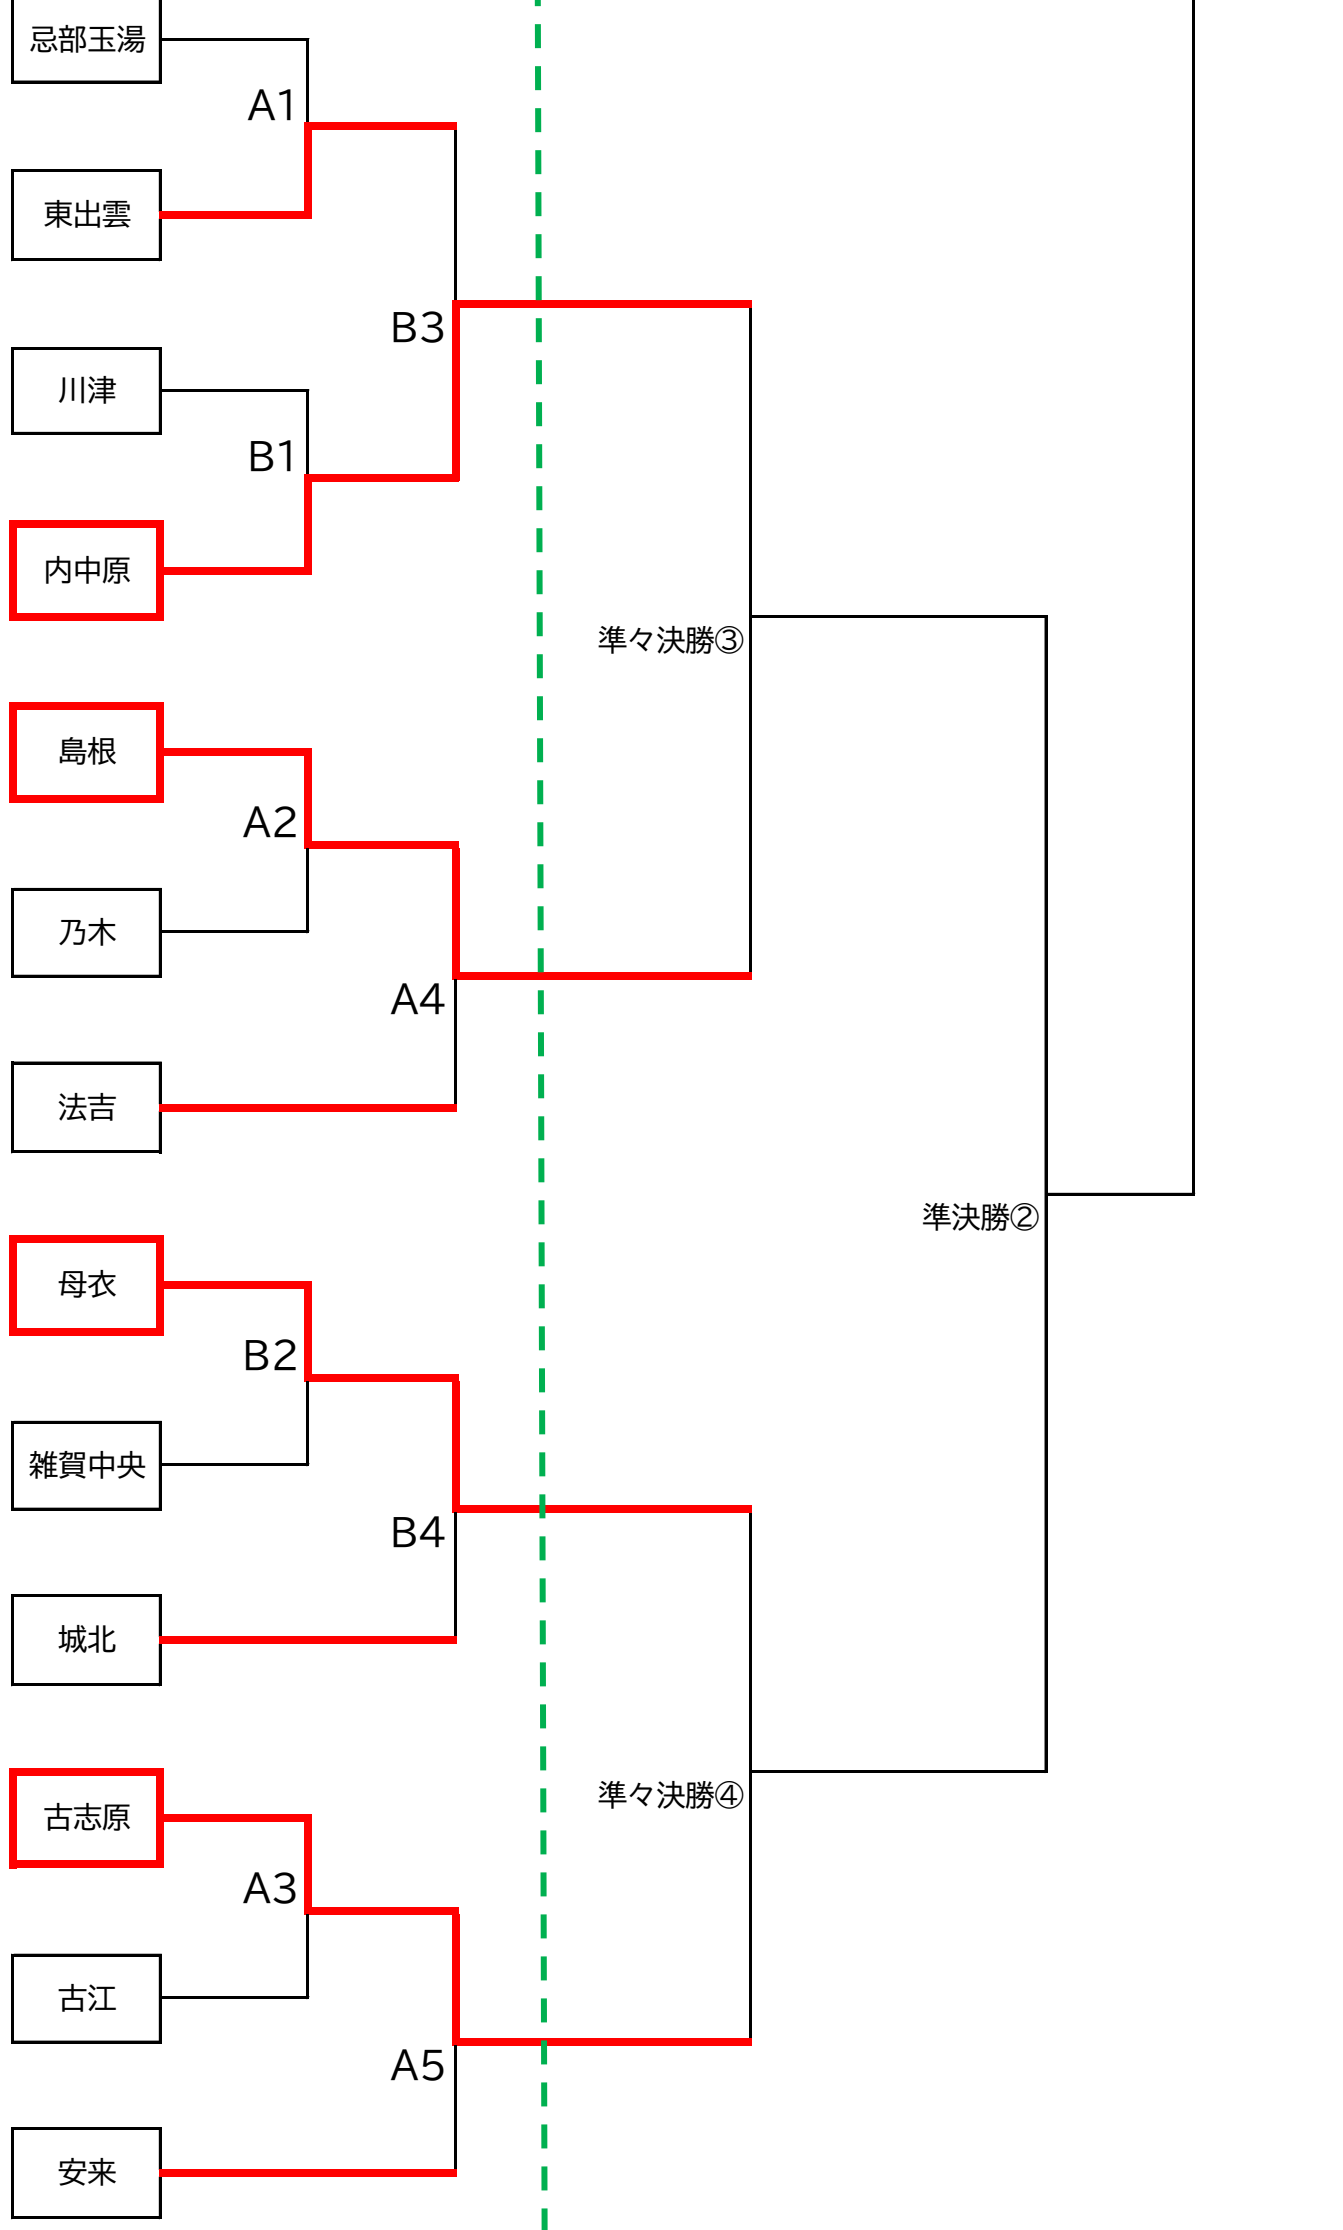 忌部玉湯
A1
東出雲
B3
川津
B1
内中原
準々決勝③
島根
A2
乃木
A4
法吉
準決勝②
母衣
B2
雑賀中央
B4
城北
準々決勝④
古志原
A3
古江
A5
安来